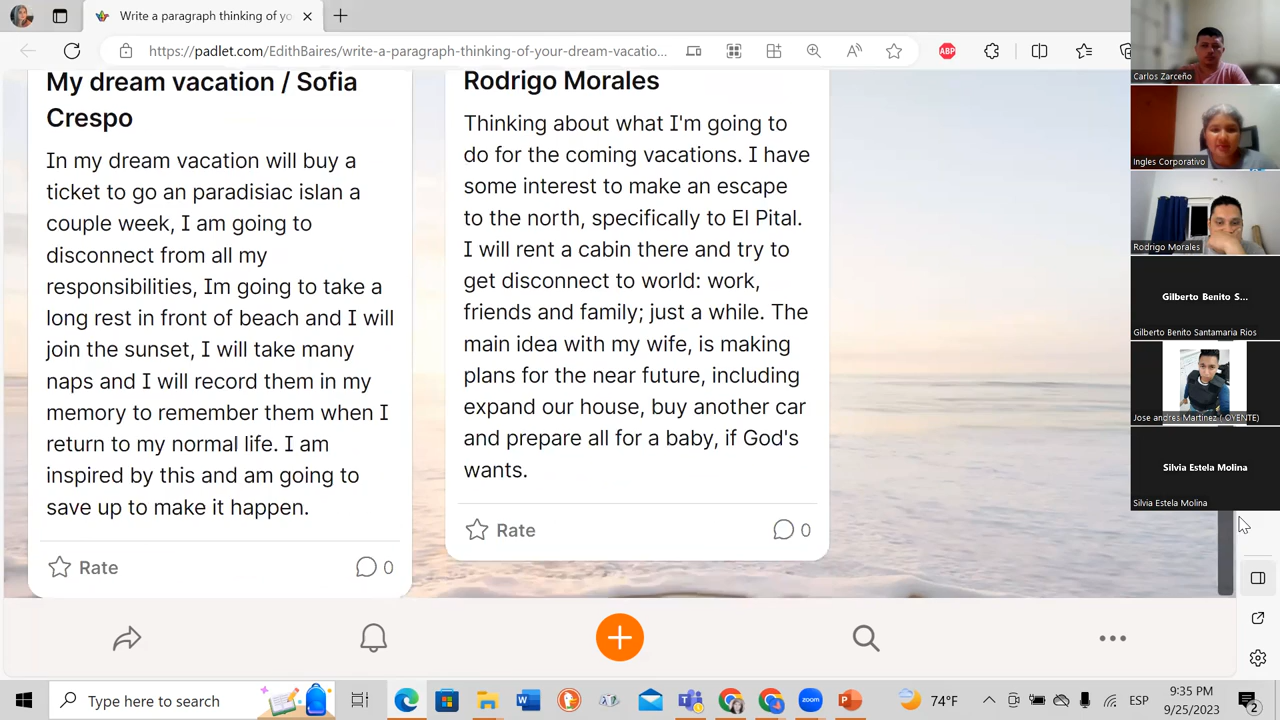 Write a paragraph thinking of yo
https://padlet.com/EdithBaires/write-a-paragraph-thinking-of-your-dream-vacatio...
ABP
My dream vacation / Sofia
Crespo
In my dream vacation will buy a
ticket to go an paradisiac islan a
couple week, I am going to
disconnect from all my
responsibilities, Im going to take a
long rest in front of beach and I will
join the sunset, I will take many
naps and I will record them in my
memory to remember them when I
return to my normal life. I am
inspired by this and am going to
save up to make it happen.
Rate
0
Rodrigo Morales
Thinking about what I'm going to
do for the coming vacations. I have
some interest to make an escape
to the north, specifically to El Pital.
I will rent a cabin there and try to
get disconnect to world: work,
friends and family; just a while. The
main idea with my wife, is making
plans for the near future, including
expand our house, buy another car
and prepare all for a baby, if God's
wants.
Rate
0
Carlos Zarceño
Ingles Corporativo
Rodrigo Morales
Gilberto Benito S...
Gilberto Benito Santamaria Rios
Jose andres Martinez ( OYENTE)
Silvia Estela Molina
Silvia Estela Molina
Type here to search
zoom
74°F
ESP
9:35 PM
9/25/2023
2